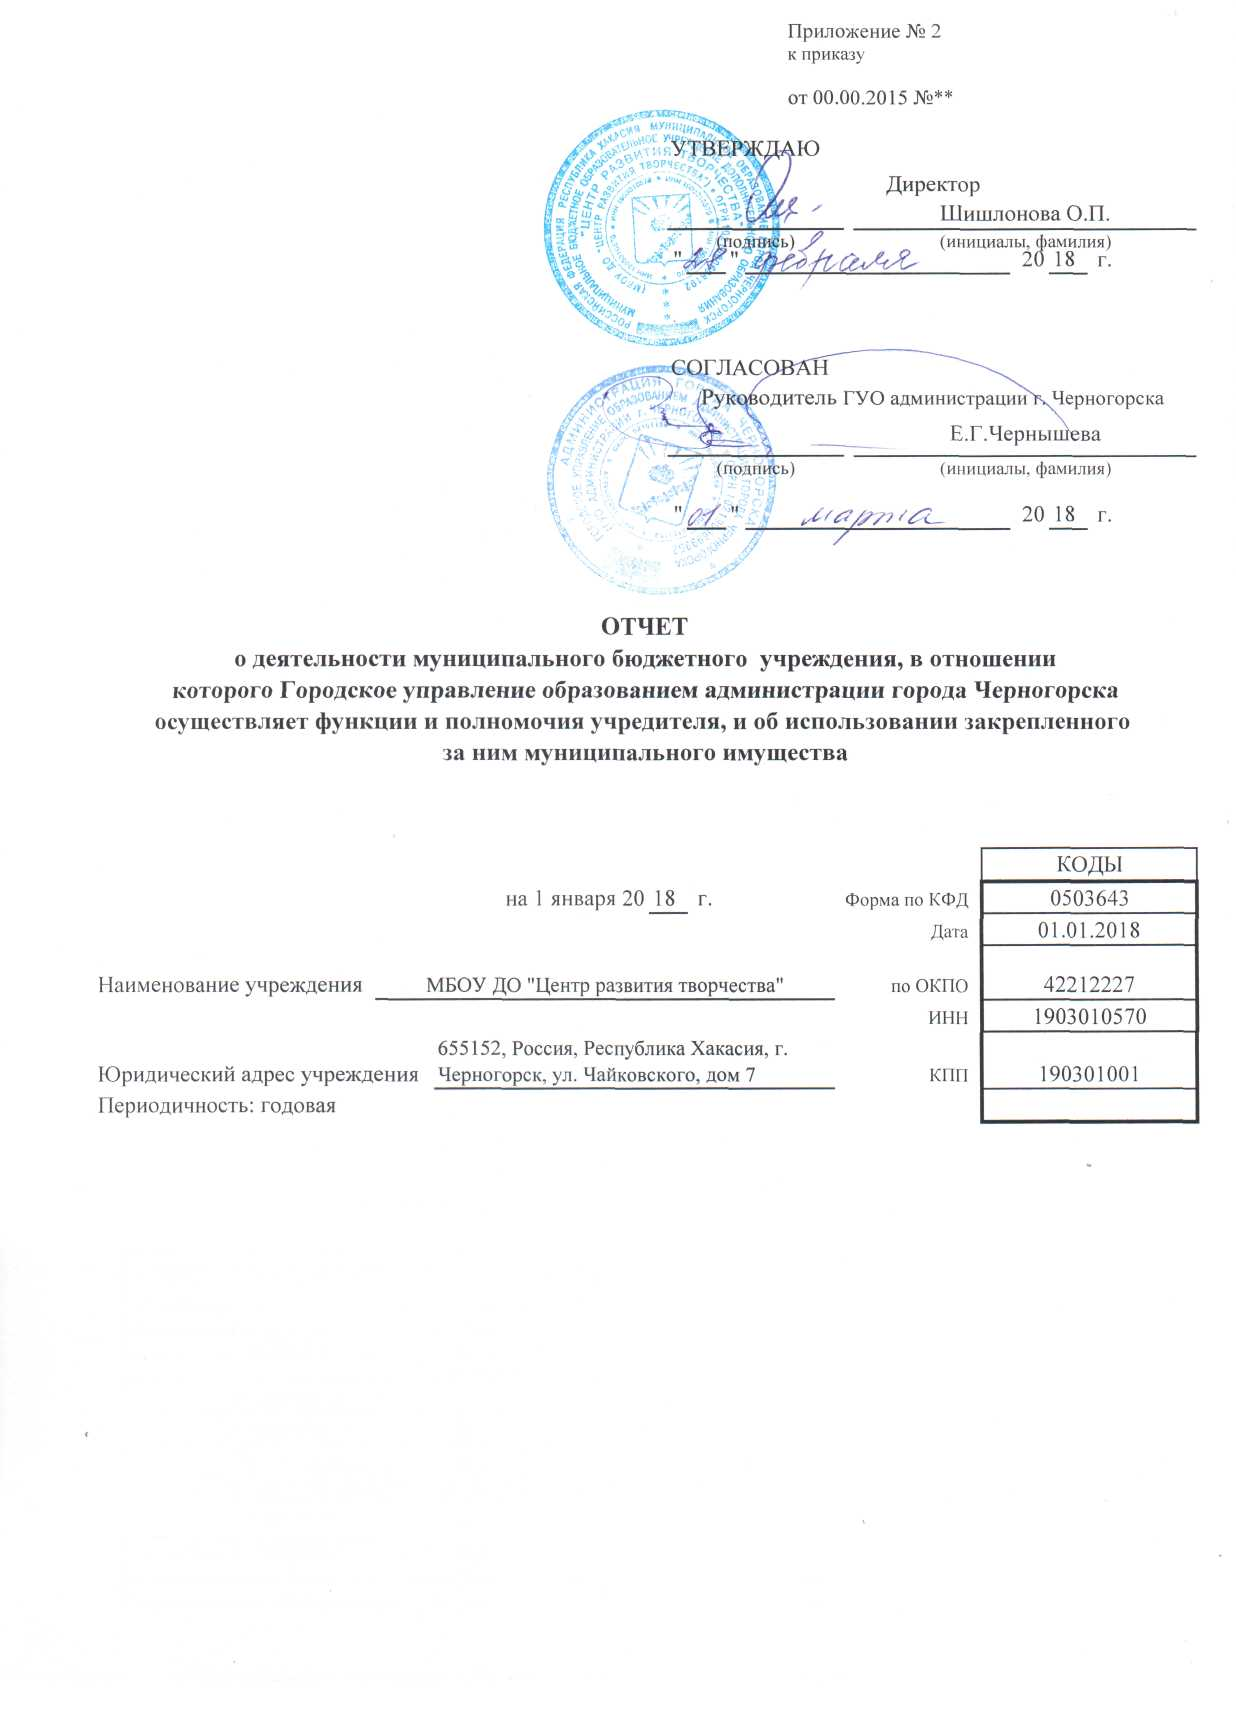 Приложение № 2
к приказу
от 00.00.2015 №**
УТВЕРЖДАЮ
Директор
Шишлонова О.П.
(подпись) (инициалы, фамилия)
" 28 " февраля 20 18 г.
СОГЛАСОВАН
Руководитель ГУО администрации г. Черногорска
Е.Г.Чернышева
(подпись) (инициалы, фамилия)
" 01 " марта 20 18 г.
ОТЧЕТ
о деятельности муниципального бюджетного учреждения, в отношении
которого Городское управление образованием администрации города Черногорска
осуществляет функции и полномочия учредителя, и об использовании закрепленного
за ним муниципального имущества
КОДЫ
на 1 января 20 18 г. Форма по КФД 0503643
Дата 01.01.2018
Наименование учреждения МБОУ ДО "Центр развития творчества" по ОКПО 42212227
ИНН 1903010570
655152, Россия, Республика Хакасия, г.
Юридический адрес учреждения Черногорск, ул. Чайковского, дом 7 КПП 190301001
Периодичность: годовая